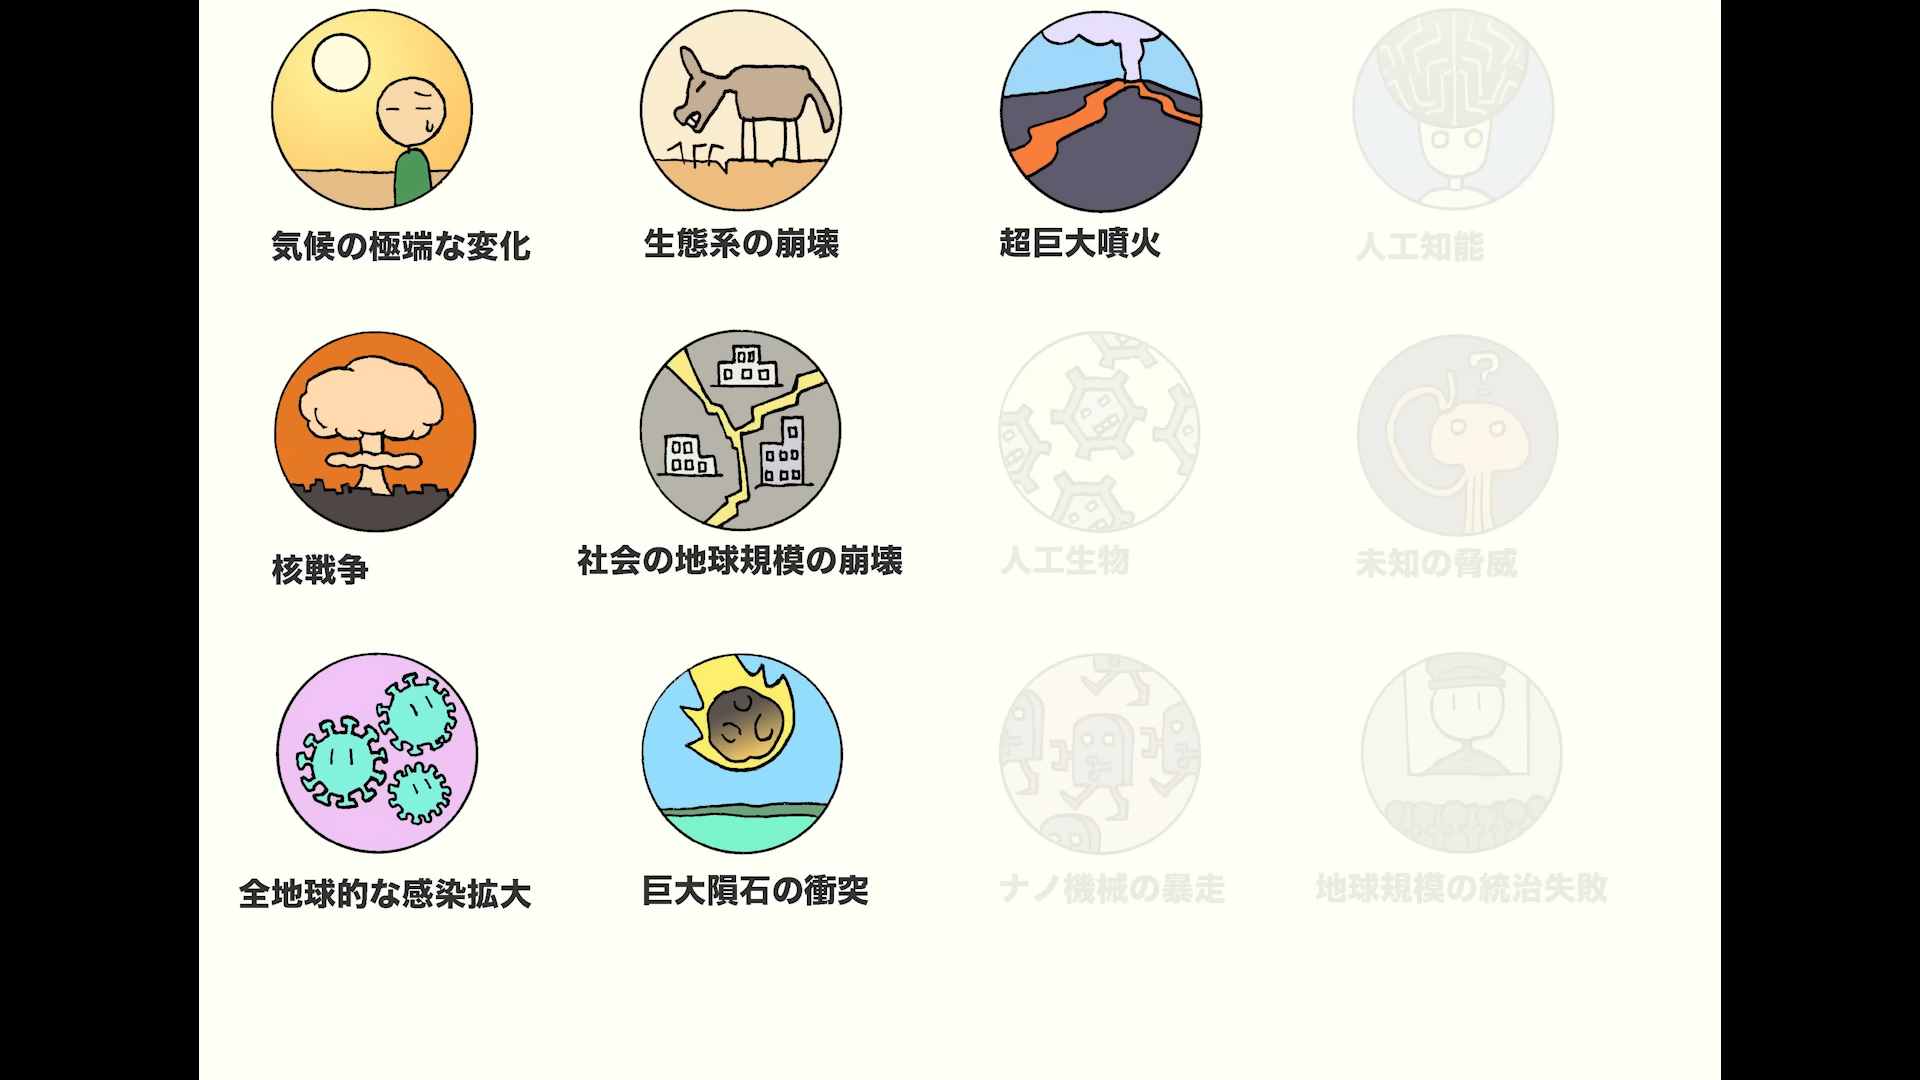 気候の極端な変化
生態系の崩壊
超巨大噴火
人工知能
核戦争
社会の地球規模の崩壊
人工生物
未知の脅威
全地球的な感染拡大
巨大隕石の衝突
ナノ機械の暴走
地球規模の統治失敗